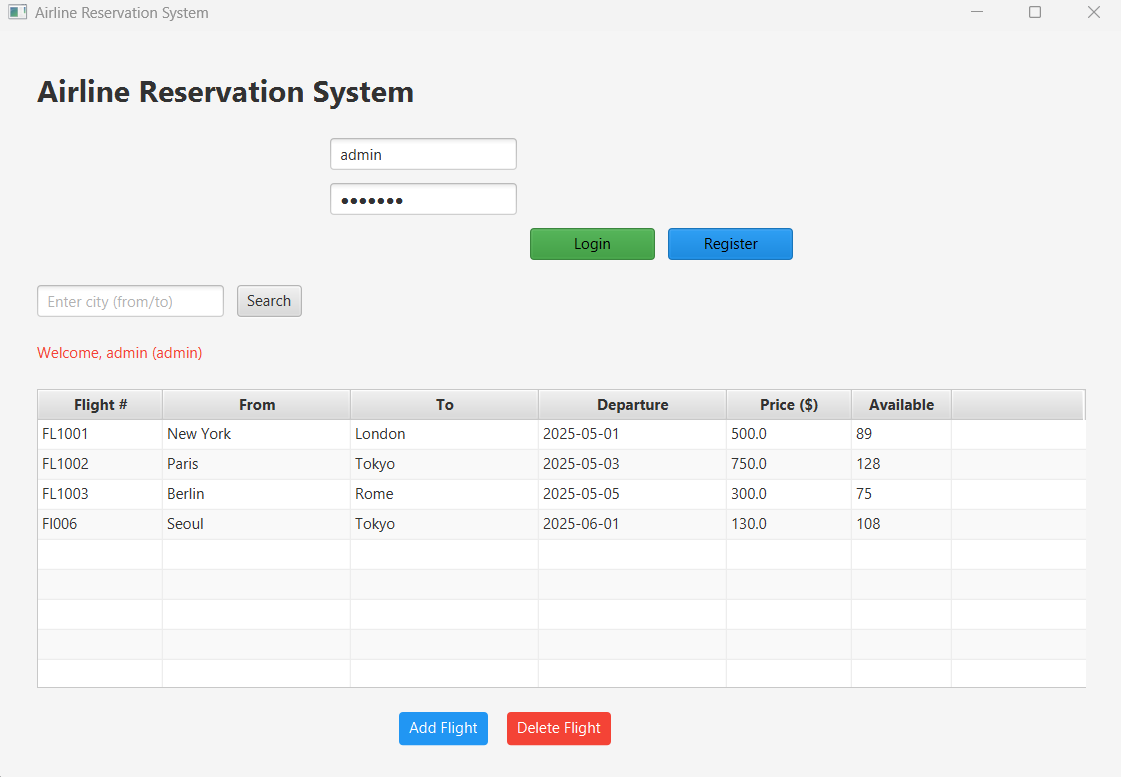 Airline Reservation System
Airline Reservation System
admin
•••••••
Login Register
Enter city (from/to) Search
Welcome, admin (admin)
Flight # From To Departure Price ($) Available
FL1001 New York London 2025-05-01 500.0 89
FL1002 Paris Tokyo 2025-05-03 750.0 128
FL1003 Berlin Rome 2025-05-05 300.0 75
Fl006 Seoul Tokyo 2025-06-01 130.0 108
Add Flight Delete Flight